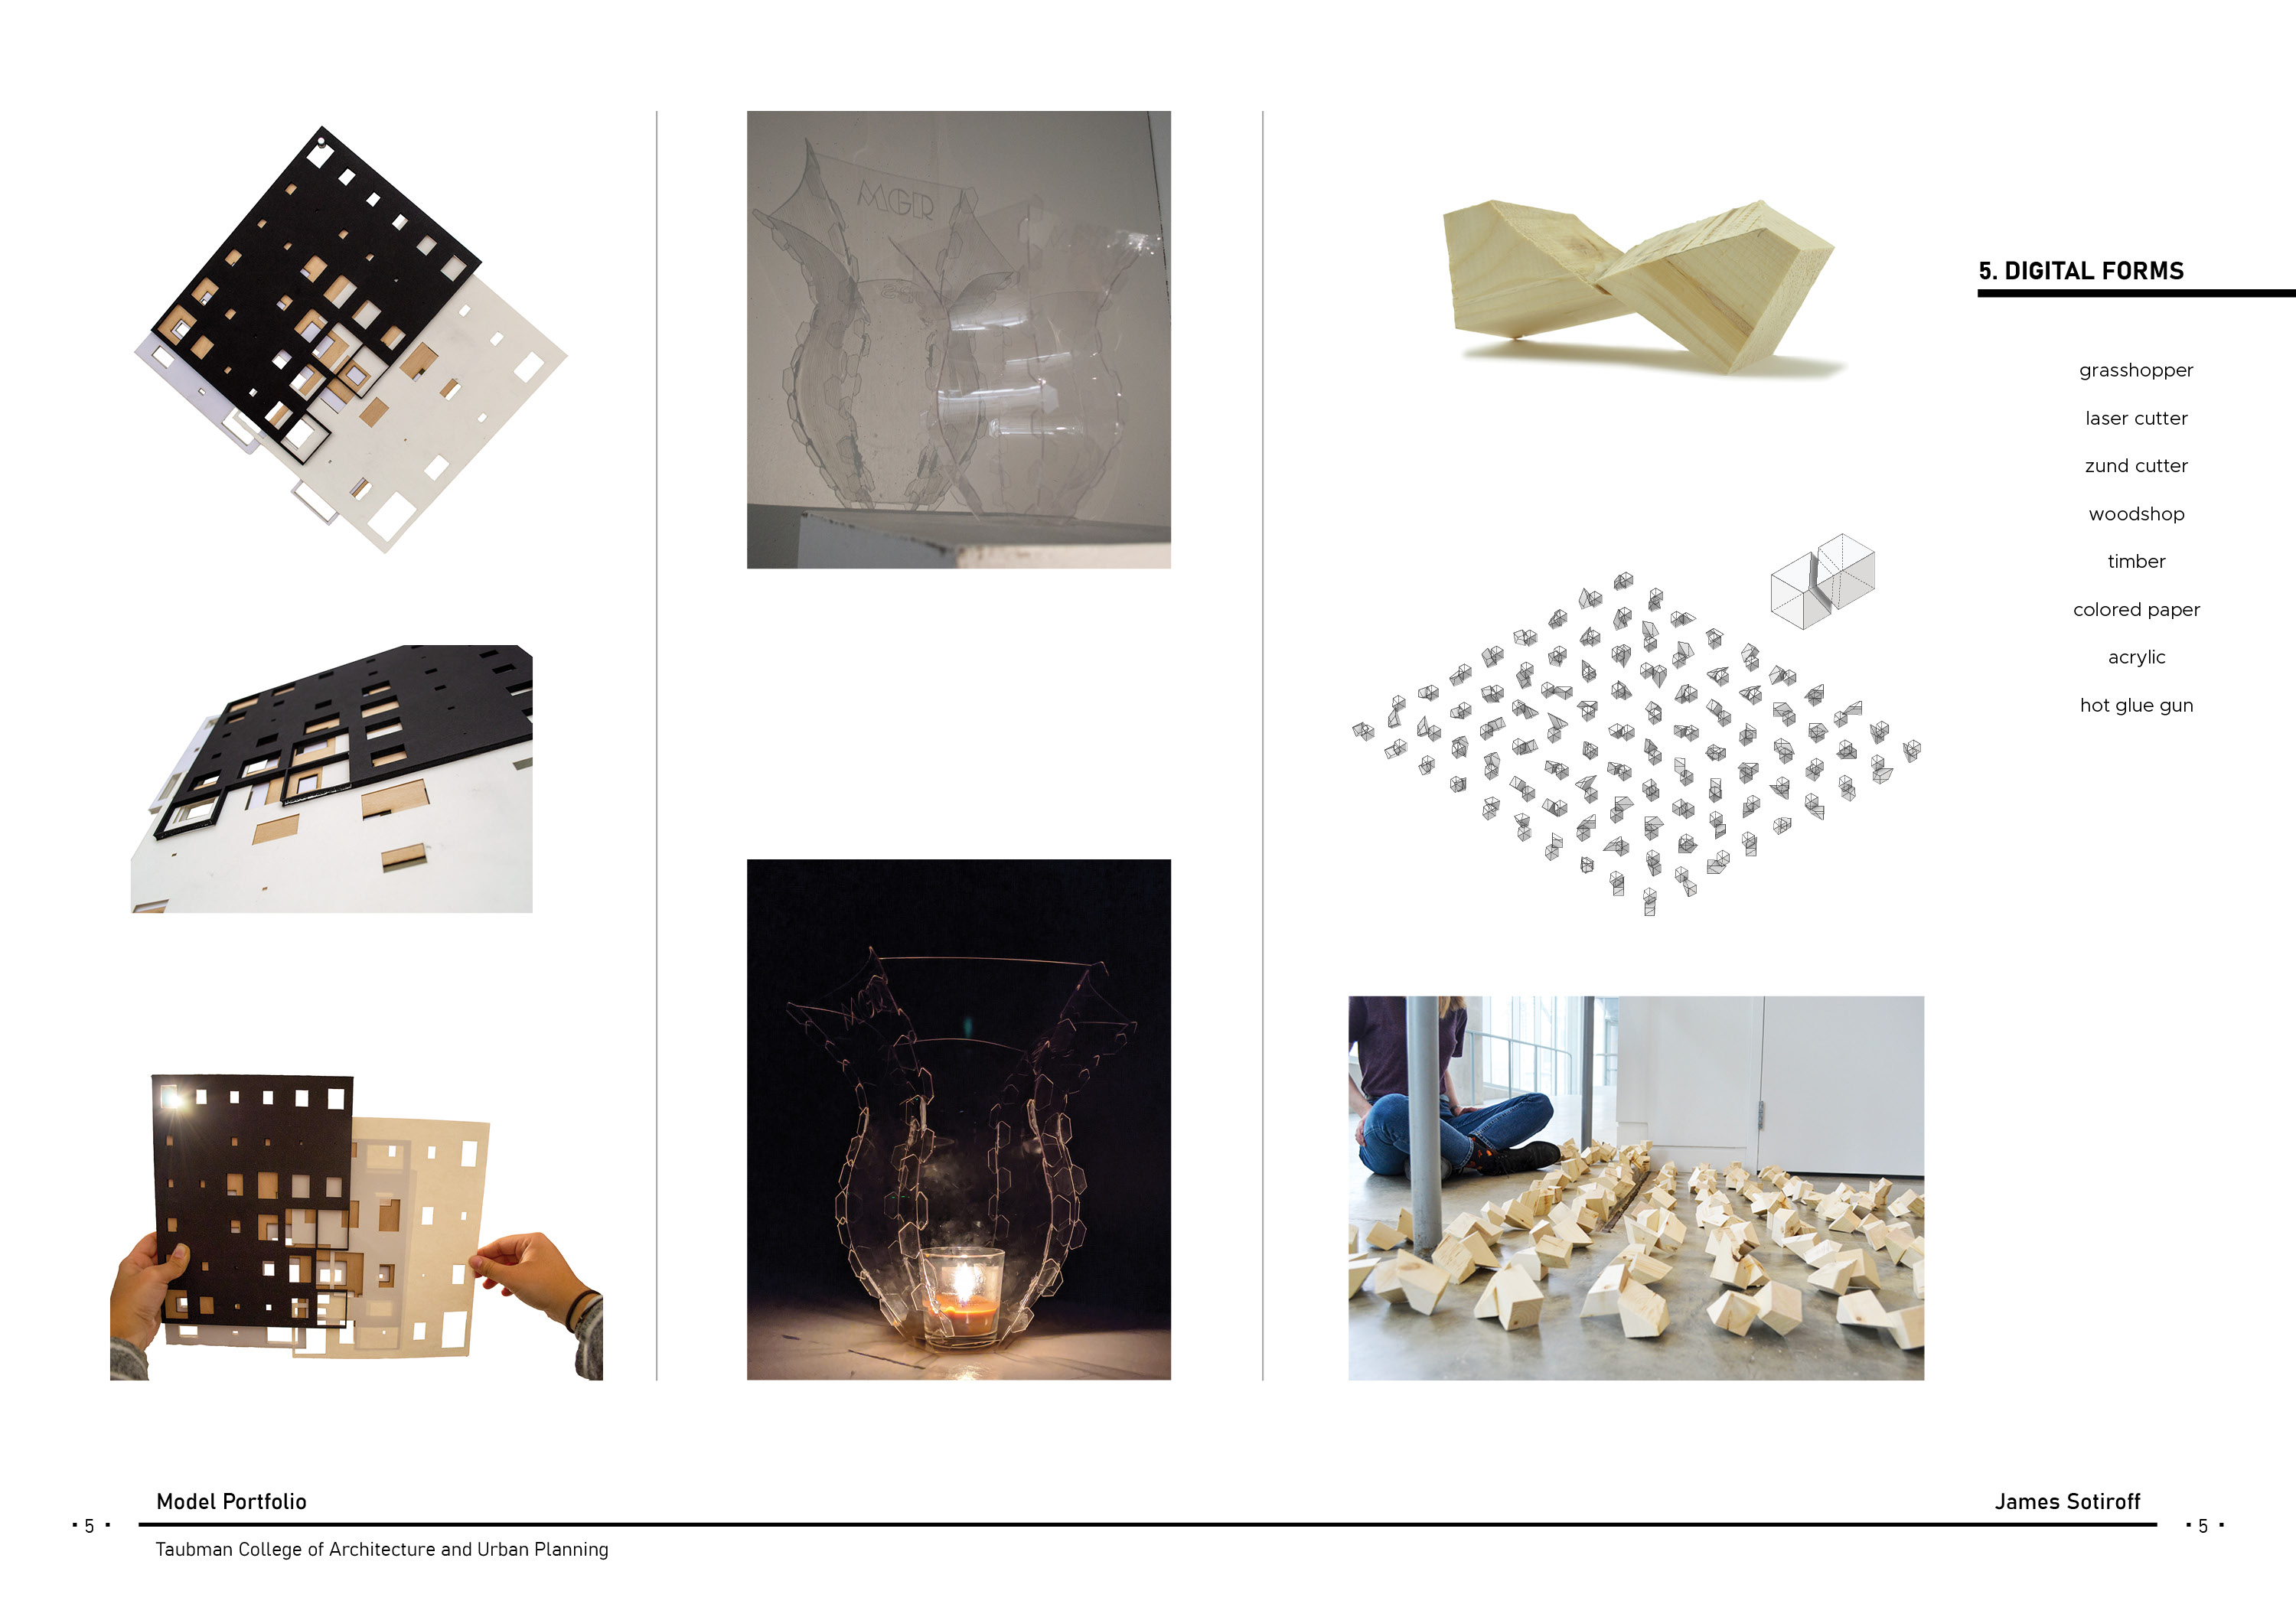 MGR
5. DIGITAL FORMS
grasshopper
laser cutter
zund cutter
woodshop
timber
colored paper
acrylic
hot glue gun
Model Portfolio
James Sotiroff
· 5 ·
· 5 ·
Taubman College of Architecture and Urban Planning